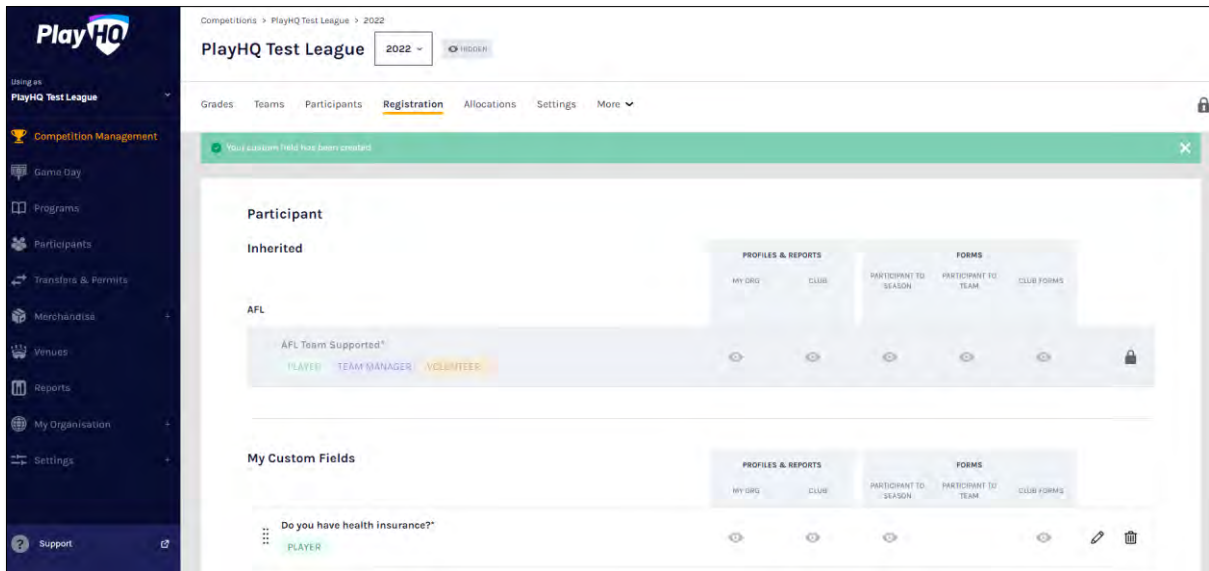 PlayHQ
Using as
PlayHQ Test League
Competition Management
Game Day
Programs
Participants
Transfers & Permits
Merchandise +
Venues
Reports
My Organisation +
Settings +
Support
Competitions > PlayHQ Test League > 2022
PlayHQ Test League 2022 HIDDEN
Grades Teams Participants Registration Allocations Settings More
Your custom field has been created
Participant
Inherited
PROFILES & REPORTS FORMS
MY ORG CLUB PARTICIPANT TO SEASON PARTICIPANT TO TEAM CLUB FORMS
AFL
AFL Team Supported*
PLAYER TEAM MANAGER VOLUNTEER
My Custom Fields
PROFILES & REPORTS FORMS
MY ORG CLUB PARTICIPANT TO SEASON PARTICIPANT TO TEAM CLUB FORMS
Do you have health insurance?*
PLAYER